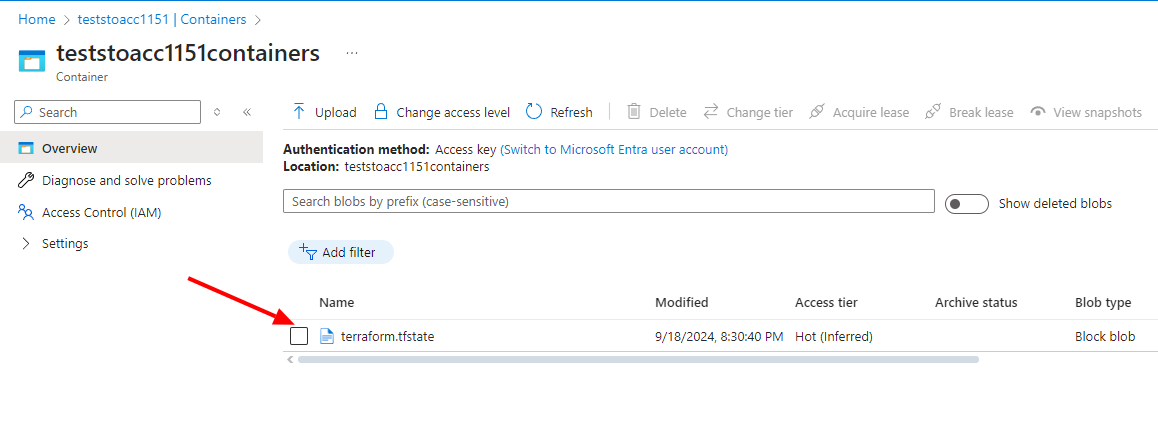 Home > teststoacc1151 | Containers >
teststoacc1151containers ...
Container
Search «
Upload Change access level Refresh Delete Change tier Acquire lease Break lease View snapshots
Overview
Diagnose and solve problems
Access Control (IAM)
Settings
Authentication method: Access key (Switch to Microsoft Entra user account)
Location: teststoacc1151containers
Search blobs by prefix (case-sensitive) Show deleted blobs
Add filter
Name Modified Access tier Archive status Blob type
terraform.tfstate 9/18/2024, 8:30:40 PM Hot (Inferred) Block blob